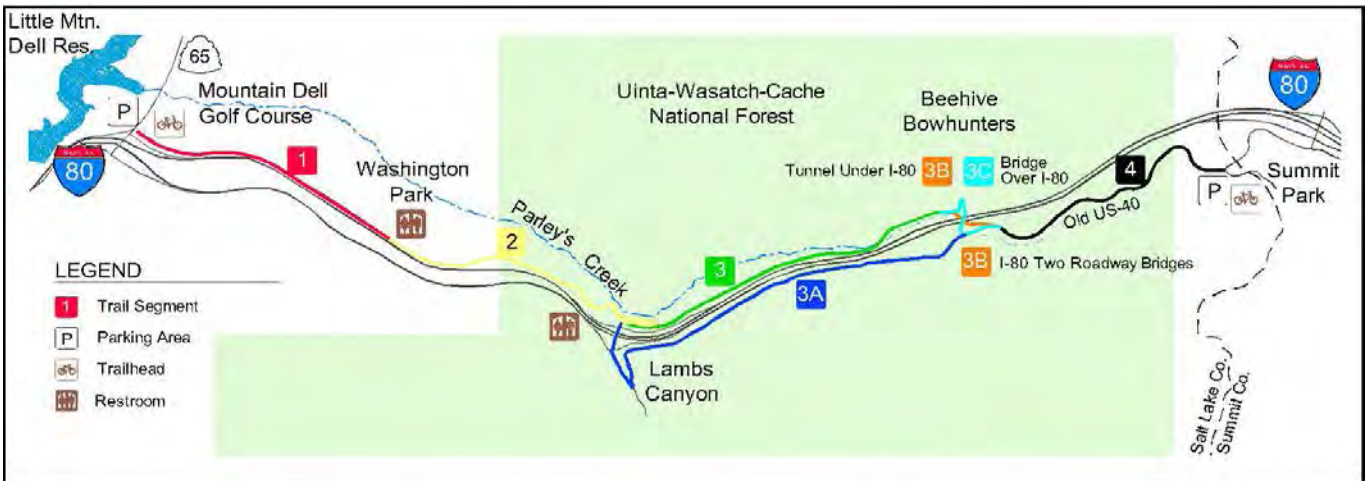 Little Mtn.
Dell Res.
65
P
Mountain Dell
Golf Course
80
1
Washington
Park
2
Parley's
Creek
Uinta-Wasatch-Cache
National Forest
Beehive
Bowhunters
Tunnel Under I-80
3B
3C
Bridge
Over I-80
3
3A
3B
I-80 Two Roadway Bridges
4
Old US-40
80
P
Summit
Park
Lambs
Canyon
Salt Lake Co.
Summit Co.
LEGEND
1
Trail Segment
P
Parking Area
Trailhead
Restroom